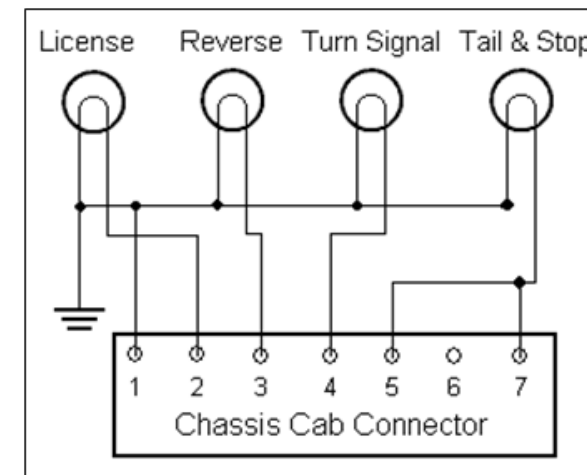 License Reverse Turn Signal Tail & Stop
1 2 3 4 5 6 7
Chassis Cab Connector